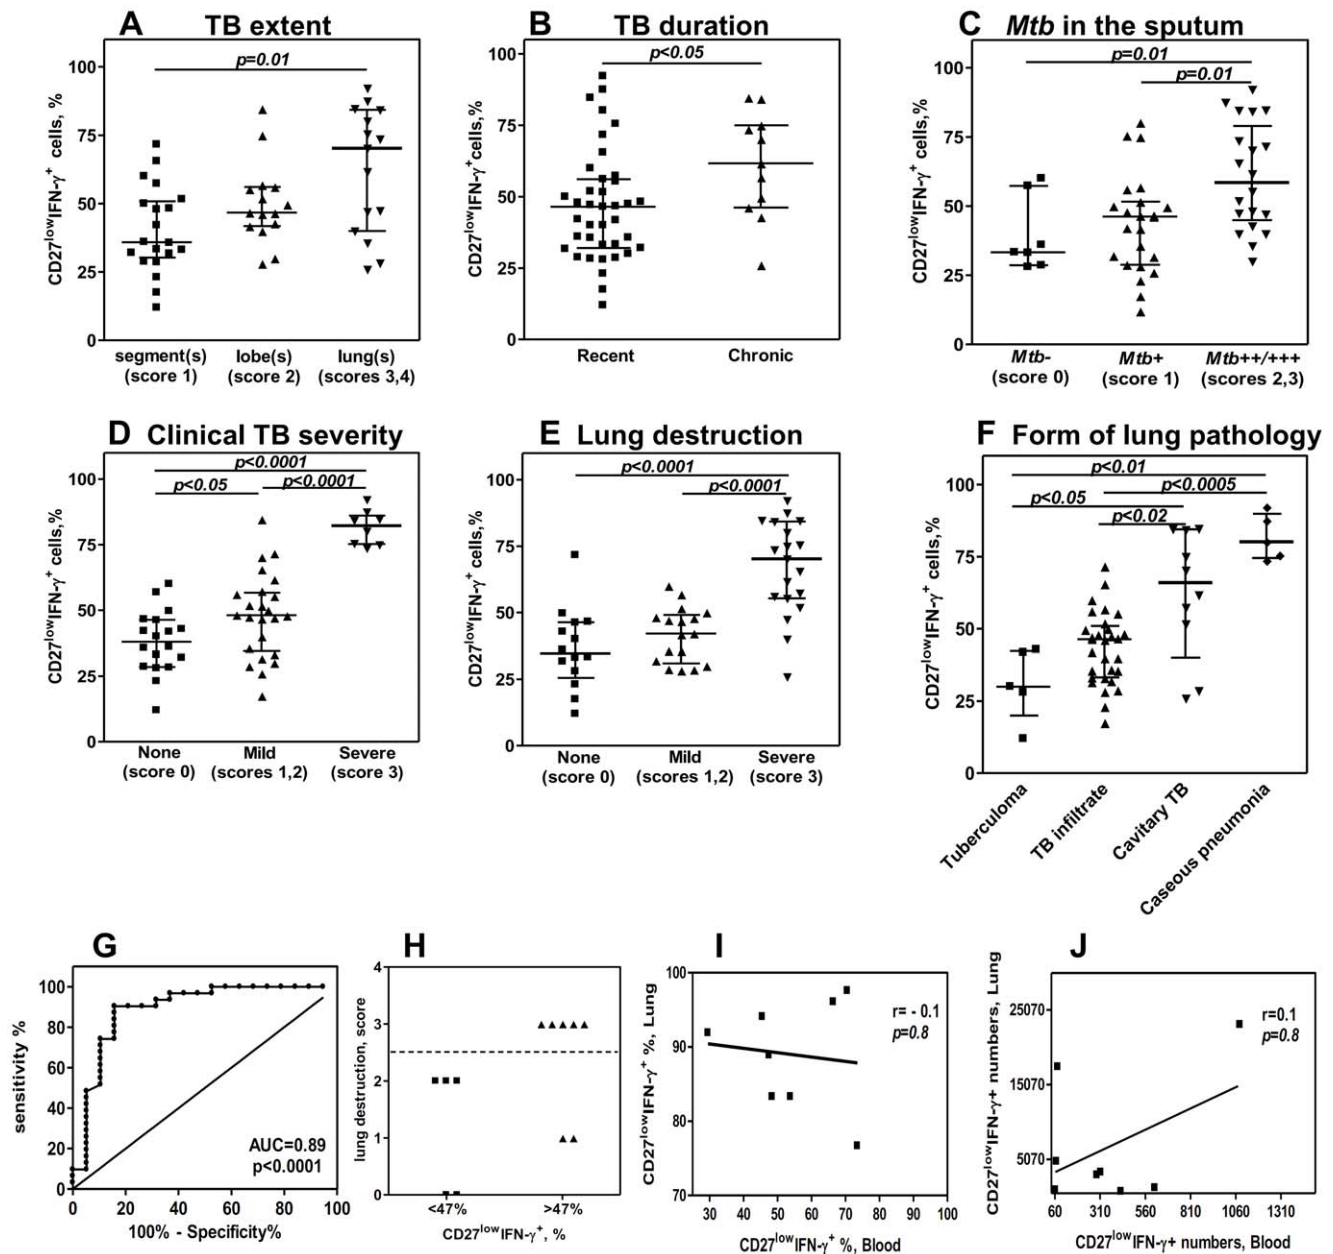 A TB extent
CD27lowIFN-γ+ cells,%
100
75
50
25
0
p=0.01
segment(s) lobe(s) lung(s)
(score 1) (score 2) (scores 3,4)
B TB duration
CD27lowIFN-γ+cells,%
100
75
50
25
0
p<0.05
Recent Chronic
C Mtb in the sputum
CD27lowIFN-γ+ cells,%
100
75
50
25
0
p=0.01
p=0.01
Mtb- Mtb+ Mtb++/+++
(score 0) (score 1) (scores 2,3)
D Clinical TB severity
CD27lowIFN-γ+ cells,%
100
75
50
25
0
p<0.0001
p<0.05 p<0.0001
None Mild Severe
(score 0) (scores 1,2) (score 3)
E Lung destruction
CD27lowIFN-γ+ cells,%
100
75
50
25
0
p<0.0001
p<0.0001
None Mild Severe
(score 0) (scores 1,2) (score 3)
F Form of lung pathology
CD27lowIFN-γ+ cells,%
100
75
50
25
0
p<0.01
p<0.0005
p<0.05
p<0.02
Tuberculoma
TB infiltrate
Cavitary TB
Caseous pneumonia
G
sensitivity %
100
80
60
40
20
0
AUC=0.89
p<0.0001
0 20 40 60 80 100
100% - Specificity%
H
lung destruction, score
4
3
2
1
0
<47% >47%
CD27lowIFN-γ+, %
I
CD27lowIFN-γ+ %, Lung
100
90
80
70
r= - 0.1
p=0.8
30 40 50 60 70 80 90 100
CD27lowIFN-γ+ %, Blood
J
CD27lowIFN-γ+ numbers, Lung
25070
15070
5070
r=0.1
p=0.8
60 310 560 810 1060 1310
CD27lowIFN-γ+ numbers, Blood